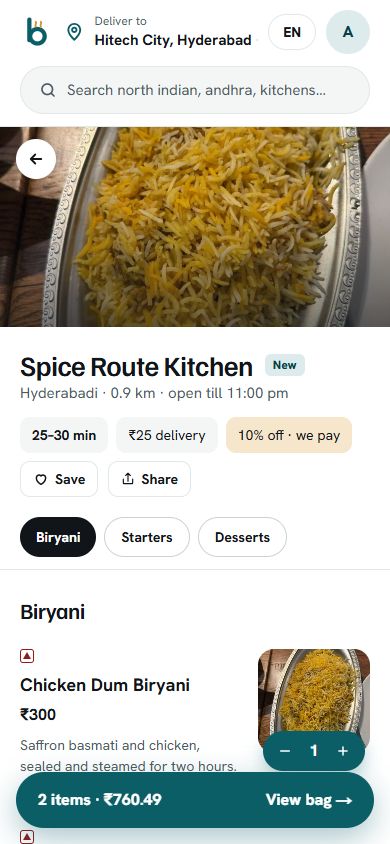 b
Deliver to
Hitech City, Hyderabad
EN
A
Search north indian, andhra, kitchens...
Spice Route Kitchen New
Hyderabadi · 0.9 km · open till 11:00 pm
25–30 min ₹25 delivery 10% off · we pay
Save Share
Biryani Starters Desserts
Biryani
Chicken Dum Biryani
₹300
Saffron basmati and chicken,
sealed and steamed for two hours.
− 1 +
2 items · ₹760.49 View bag →